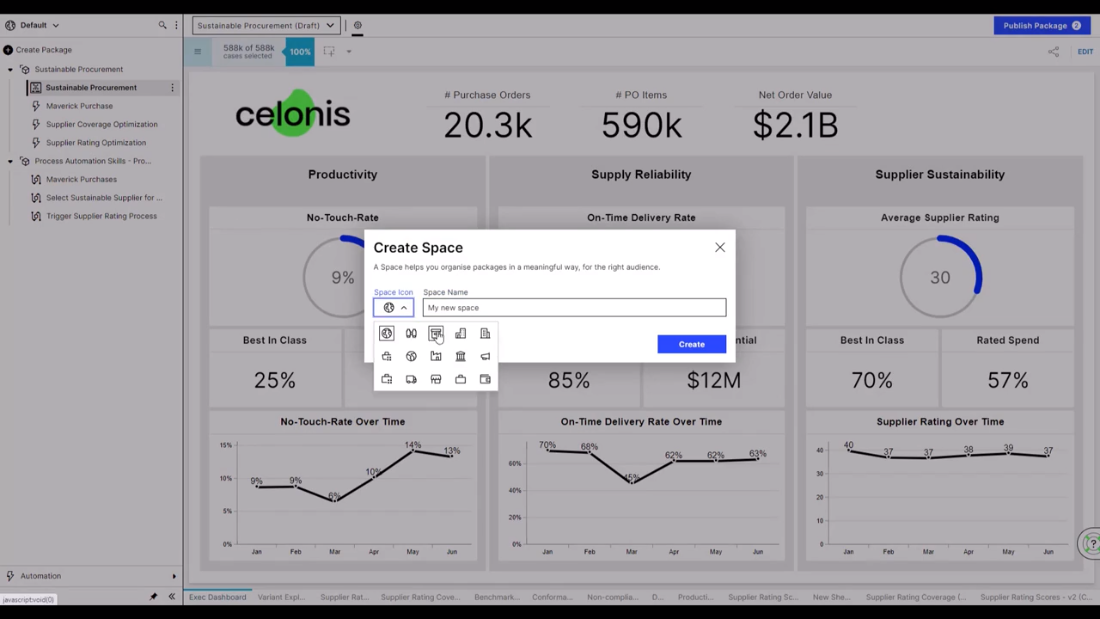 Default
Create Package
Sustainable Procurement
Sustainable Procurement
Maverick Purchase
Supplier Coverage Optimization
Supplier Rating Optimization
Process Automation Skills - Pro...
Maverick Purchases
Select Sustainable Supplier for ...
Trigger Supplier Rating Process
Automation
javascript:void(0)
Sustainable Procurement (Draft)
Publish Package 2
588k of 588k
cases selected
100%
EDIT
celonis
# Purchase Orders
20.3k
# PO Items
590k
Net Order Value
$2.1B
Productivity
Supply Reliability
Supplier Sustainability
No-Touch-Rate
On-Time Delivery Rate
Average Supplier Rating
9%
30
Create Space
A Space helps you organise packages in a meaningful way, for the right audience.
Space Icon
Space Name
My new space
Create
Best In Class
ntial
Best In Class
Rated Spend
25%
85%
$12M
70%
57%
No-Touch-Rate Over Time
15%
10%
5%
0%
9%
9%
6%
10%
14%
13%
Jan Feb Mar Apr May Jun
On-Time Delivery Rate Over Time
60%
40%
20%
0%
70%
68%
45%
62%
62%
63%
Jan Feb Mar Apr May Jun
Supplier Rating Over Time
40
30
20
10
0
40
37
37
38
39
37
Jan Feb Mar Apr May Jun
?
Exec Dashboard
Variant Expl...
Supplier Rat...
Supplier Rating Cove...
Benchmark...
Conforma...
Non-complia...
D...
Producti...
Supplier Rating Sc...
New She...
Supplier Rating Coverage (...
Supplier Rating Scores - v2 (C...